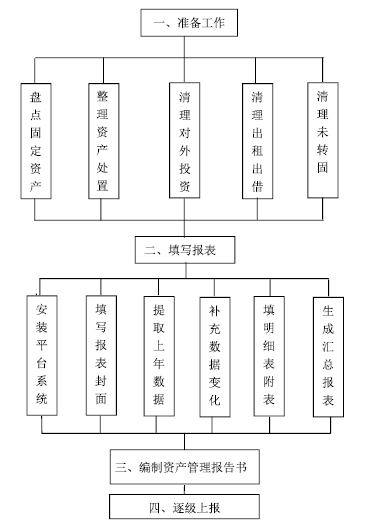 一、准备工作
盘点固定资产
整理资产处置
清理对外投资
清理出租出借
清理未转固
二、填写报表
安装平台系统
填写报表封面
提取上年数据
补充数据变化
填明细表附表
生成汇总报表
三、编制资产管理报告书
四、逐级上报